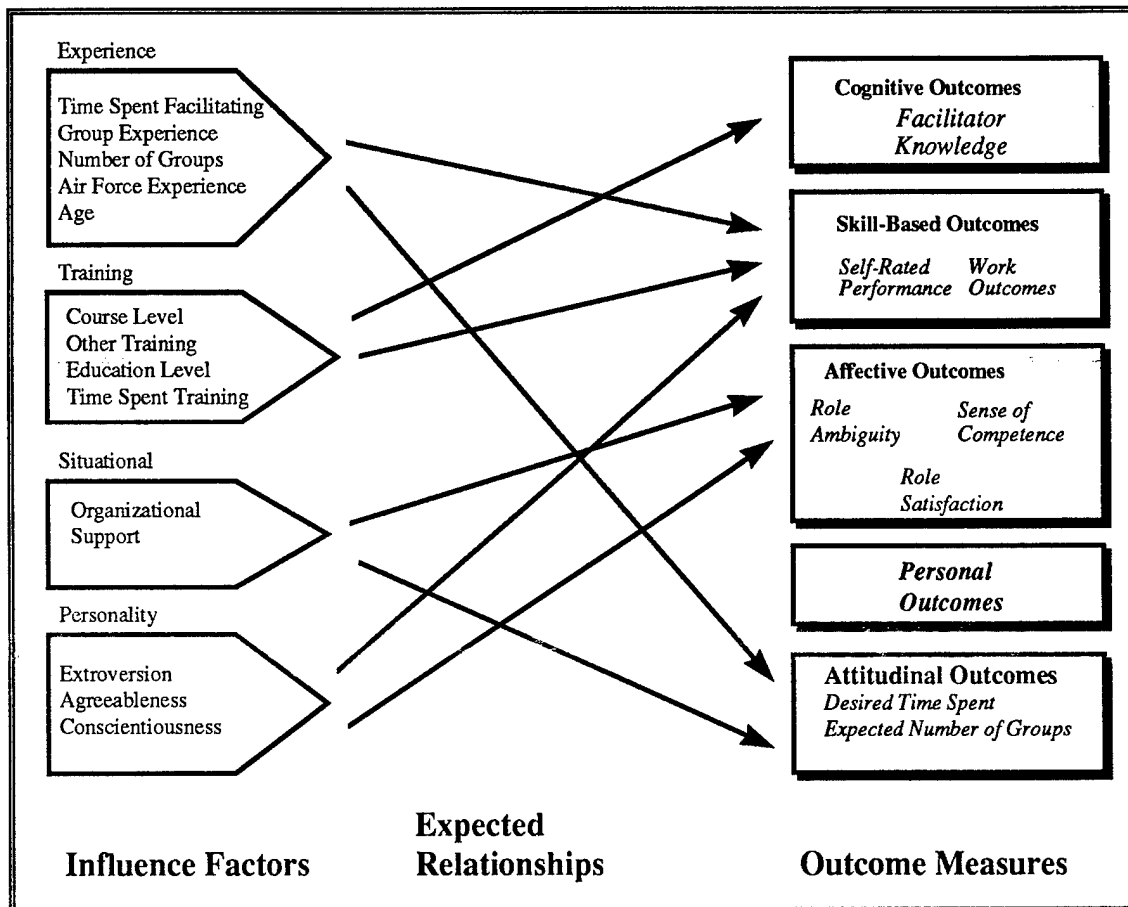 Experience
Time Spent Facilitating
Group Experience
Number of Groups
Air Force Experience
Age
Training
Course Level
Other Training
Education Level
Time Spent Training
Situational
Organizational
Support
Personality
Extroversion
Agreeableness
Conscientiousness
Cognitive Outcomes
Facilitator
Knowledge
Skill-Based Outcomes
Self-Rated Work
Performance Outcomes
Affective Outcomes
Role Sense of
Ambiguity Competence
Role
Satisfaction
Personal
Outcomes
Attitudinal Outcomes
Desired Time Spent
Expected Number of Groups
Influence Factors
Expected
Relationships
Outcome Measures